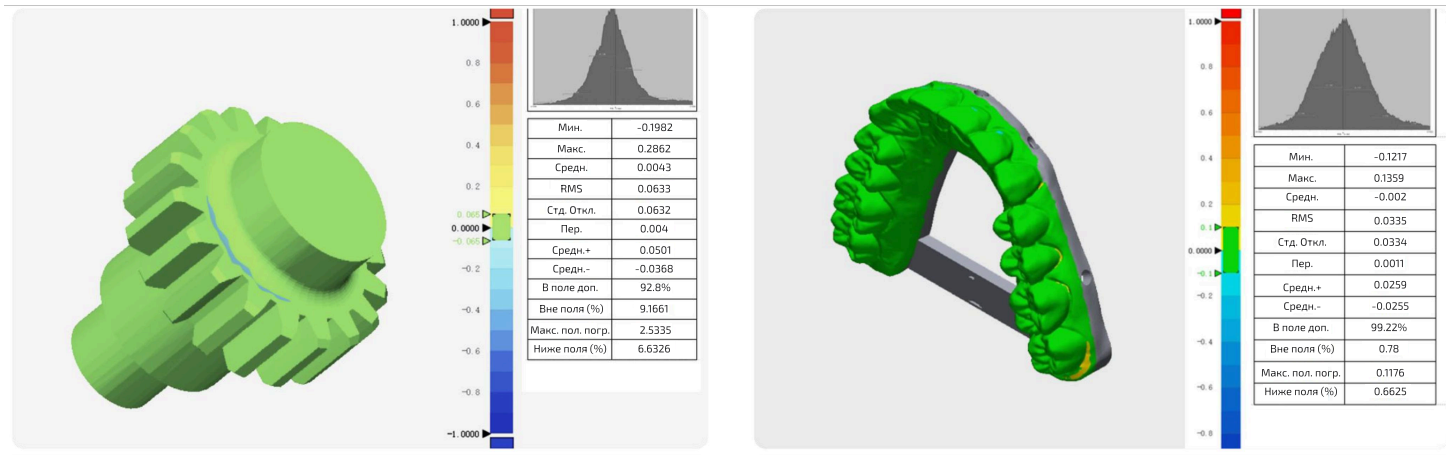 1.0000
0.8
0.6
0.4
0.2
0.065
0.0000
-0.065
-0.2
-0.4
-0.6
-0.8
-1.0000
Мин. -0.1982
Макс. 0.2862
Средн. 0.0043
RMS 0.0633
Стд. Откл. 0.0632
Пер. 0.004
Средн.+ 0.0501
Средн.- -0.0368
В поле доп. 92.8%
Вне поля (%) 9.1661
Макс. пол. погр. 2.5335
Ниже поля (%) 6.6326
1.0000
0.8
0.6
0.4
0.2
0.1
0.0000
-0.1
-0.2
-0.4
-0.6
-0.8
Мин. -0.1217
Макс. 0.1359
Средн. -0.002
RMS 0.0335
Стд. Откл. 0.0334
Пер. 0.0011
Средн.+ 0.0259
Средн.- -0.0255
В поле доп. 99.22%
Вне поля (%) 0.78
Макс. пол. погр. 0.1176
Ниже поля (%) 0.6625